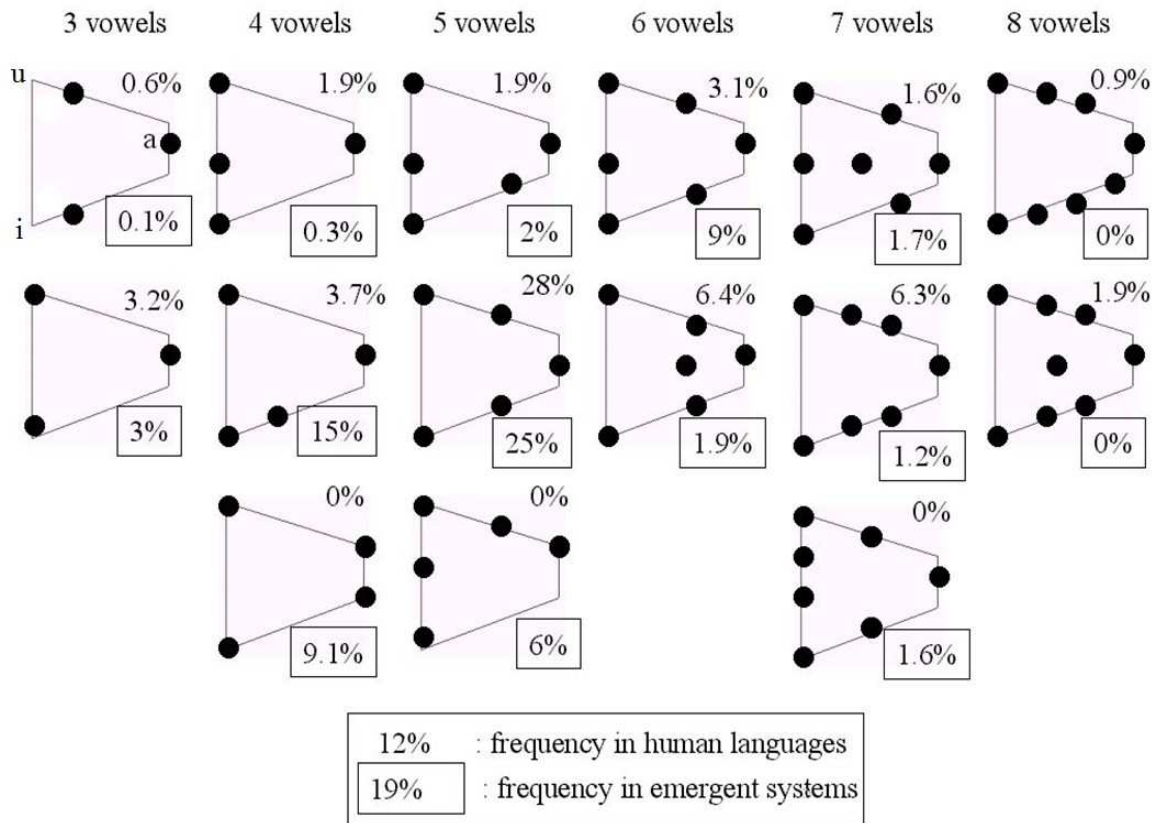 3 vowels 4 vowels 5 vowels 6 vowels 7 vowels 8 vowels
u 0.6% 1.9% 1.9% 3.1% 1.6% 0.9%
a
i 0.1% 0.3% 2% 9% 1.7% 0%
3.2% 3.7% 28% 6.4% 6.3% 1.9%
3% 15% 25% 1.9% 1.2% 0%
0% 0% 0%
9.1% 6% 1.6%
12% : frequency in human languages
19% : frequency in emergent systems